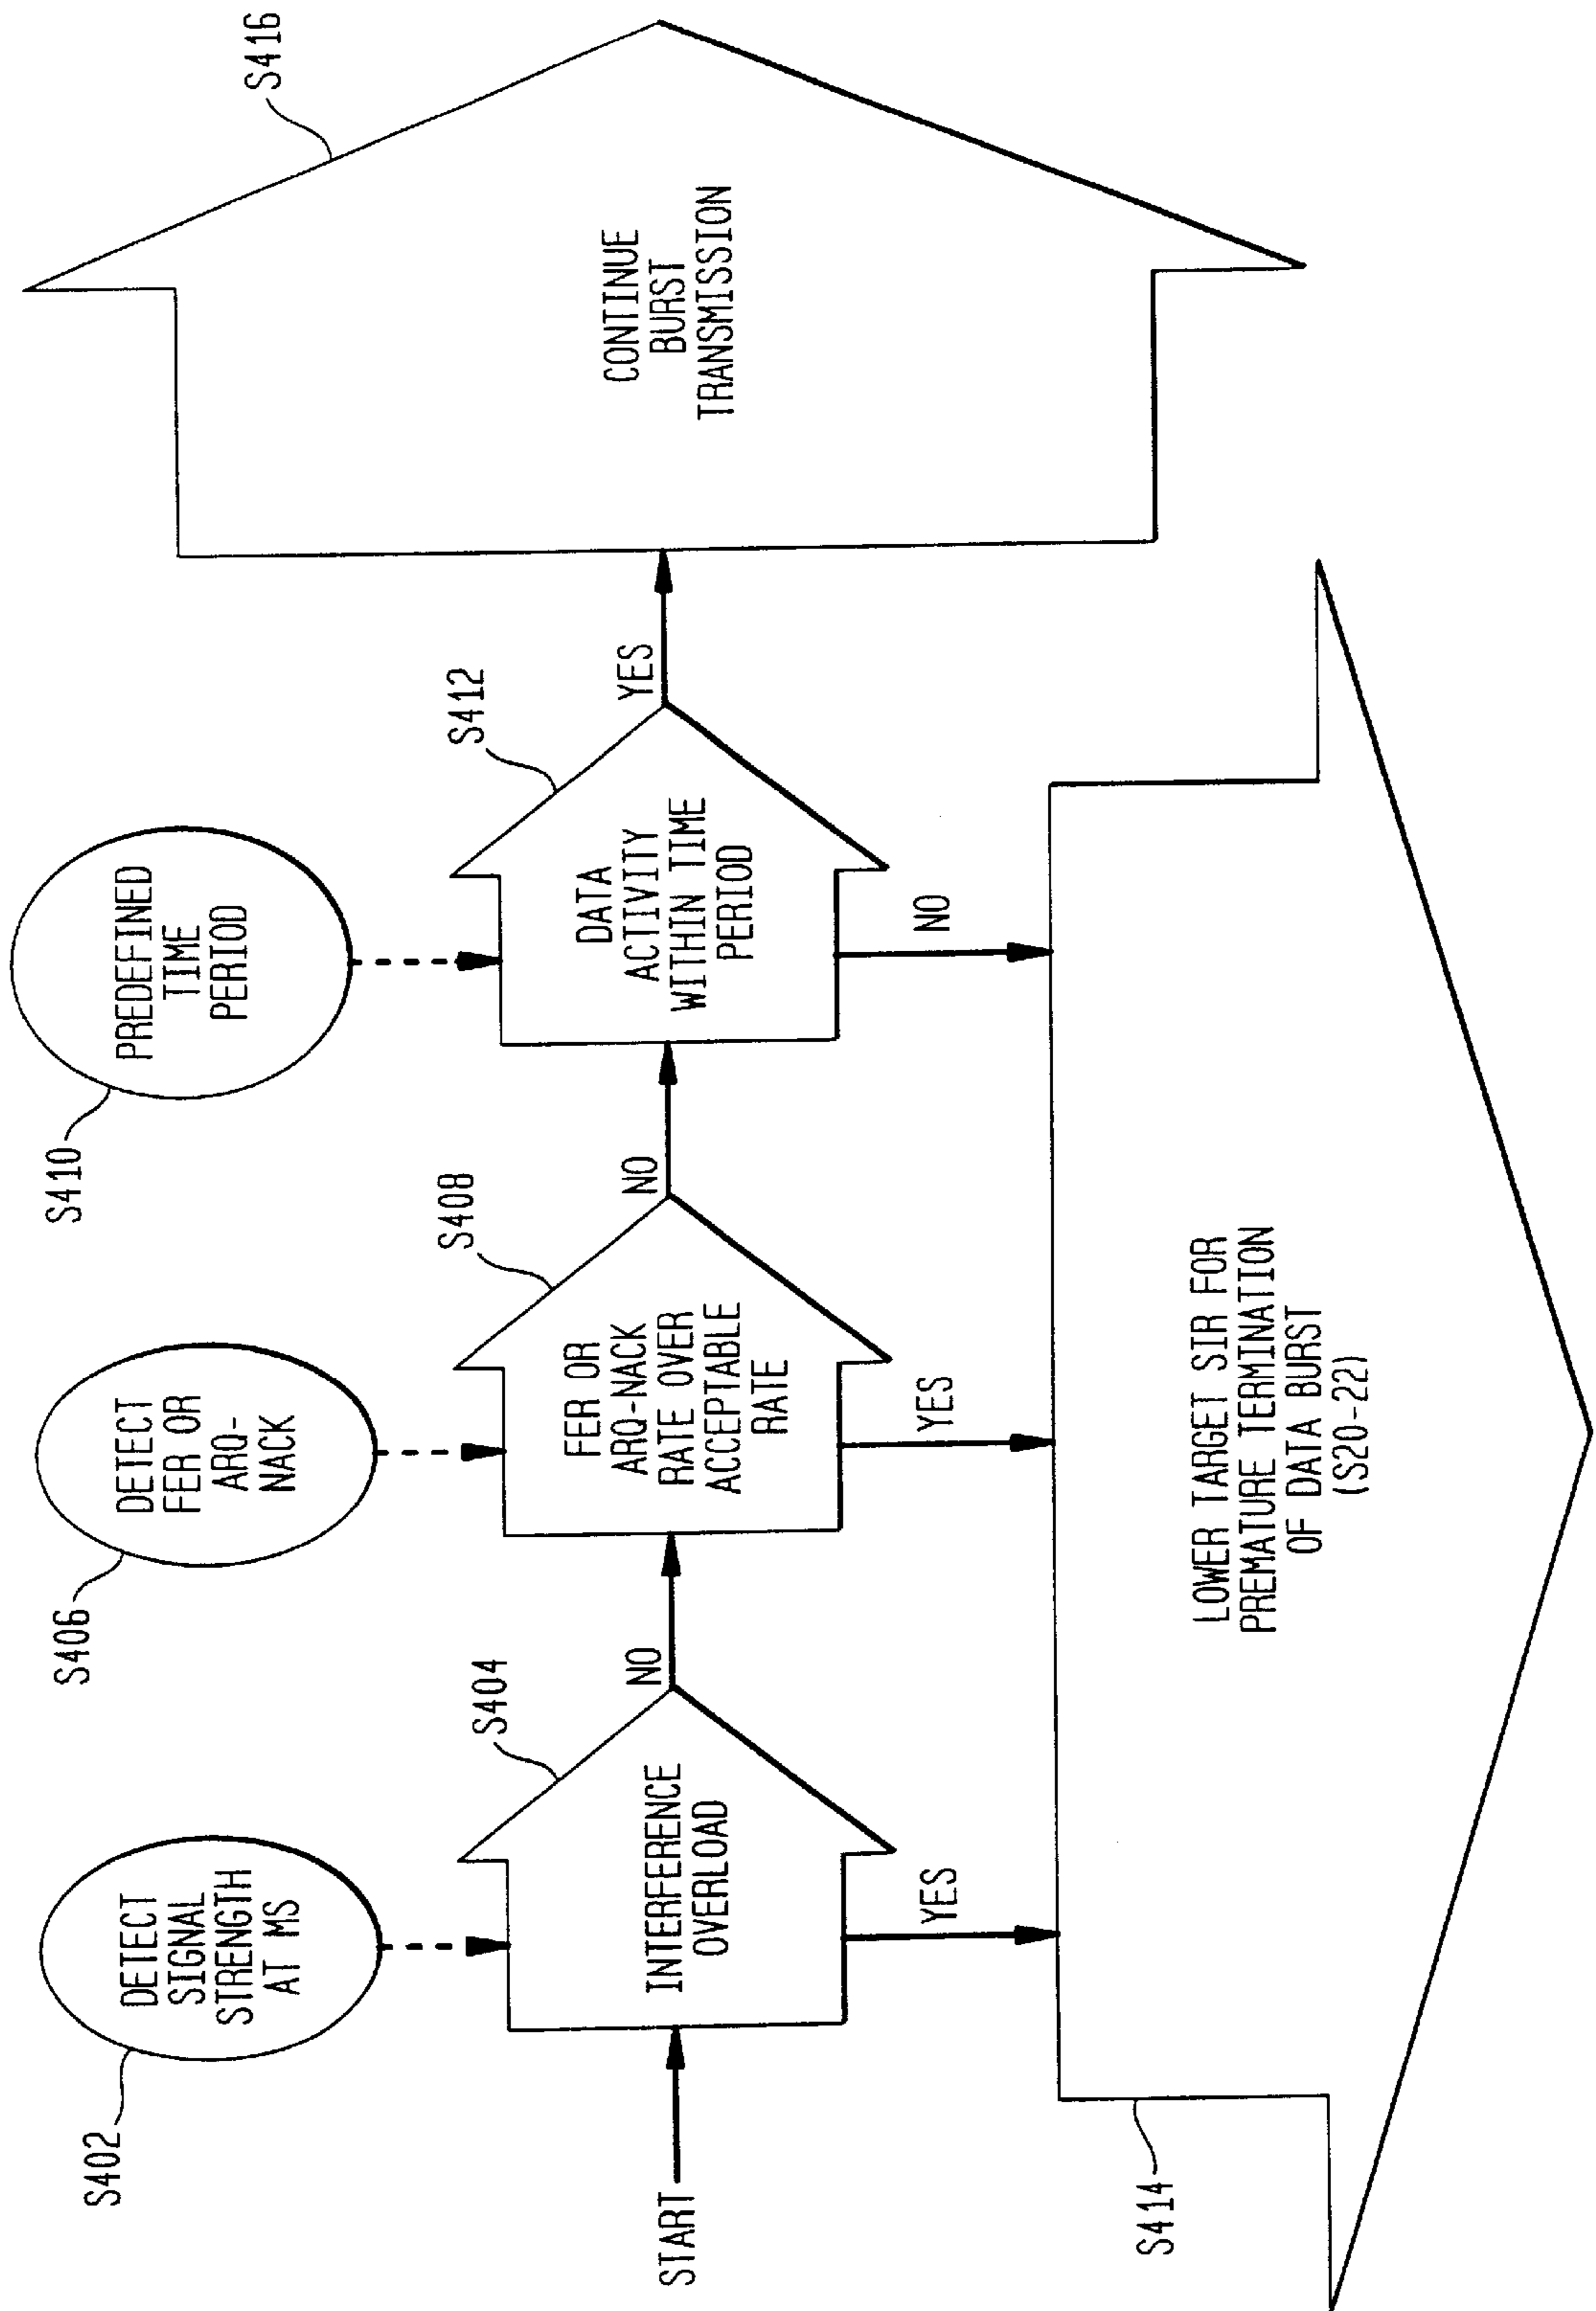 S402
DETECT
SIGNAL
STRENGTH
AT MS
S406
DETECT
FER OR
ARQ-
NACK
S410
PREDEFINED
TIME
PERIOD
S416
START
S404
INTERFERENCE
OVERLOAD
NO
YES
S408
FER OR
ARQ-NACK
RATE OVER
ACCEPTABLE
RATE
NO
YES
S412
DATA
ACTIVITY
WITHIN TIME
PERIOD
YES
NO
CONTINUE
BURST
TRANSMISSION
S414
LOWER TARGET SIR FOR
PREMATURE TERMINATION
OF DATA BURST
(S20-22)